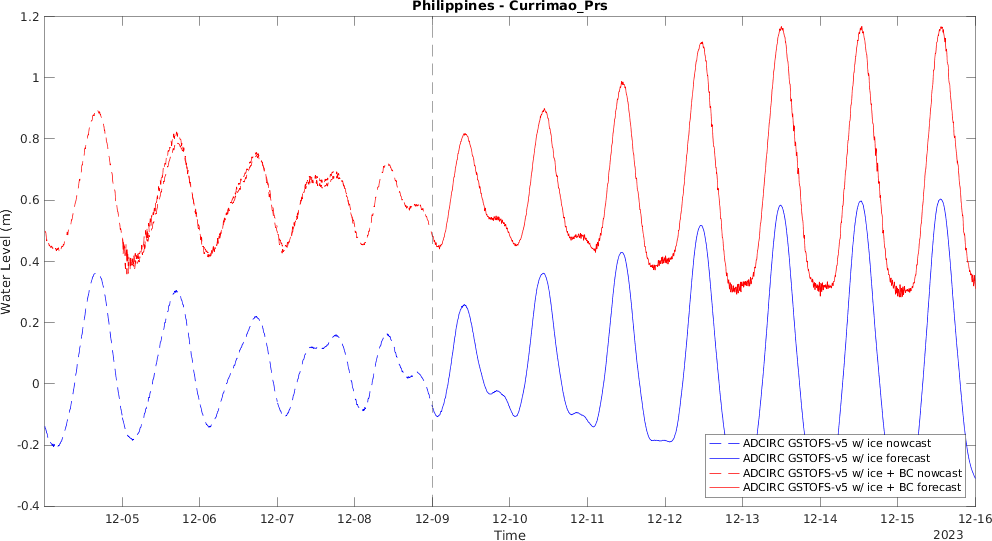 Philippines - Currimao_Prs
1.2
1
0.8
0.6
0.4
0.2
0
-0.2
-0.4
Water Level (m)
ADCIRC GSTOFS-v5 w/ ice nowcast
ADCIRC GSTOFS-v5 w/ ice forecast
ADCIRC GSTOFS-v5 w/ ice + BC nowcast
ADCIRC GSTOFS-v5 w/ ice + BC forecast
12-05 12-06 12-07 12-08 12-09 12-10 12-11 12-12 12-13 12-14 12-15 12-16
Time
2023